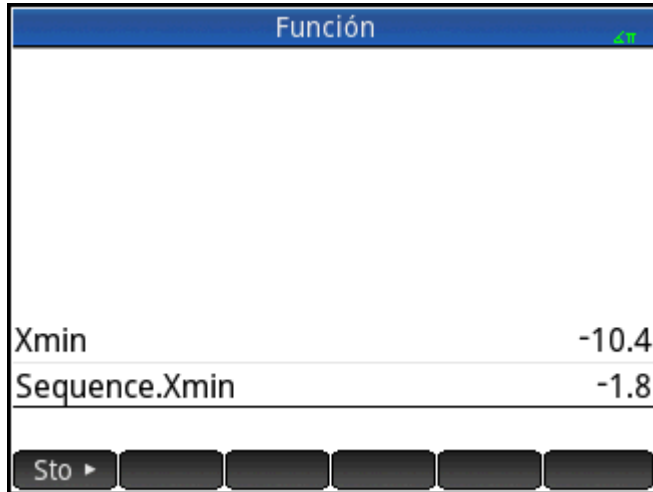 Función
∡π
Xmin -10.4
Sequence.Xmin -1.8
Sto ►